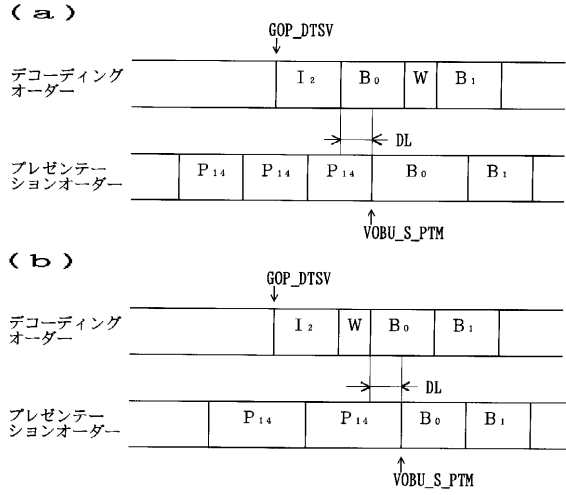 (a)
GOP_DTSV
デコーディング
オーダー
I₂ B₀ W B₁
DL
プレゼンテー
ションオーダー
P₁₄ P₁₄ P₁₄ B₀ B₁
VOBU_S_PTM
(b)
GOP_DTSV
デコーディング
オーダー
I₂ W B₀ B₁
DL
プレゼンテー
ションオーダー
P₁₄ P₁₄ B₀ B₁
VOBU_S_PTM